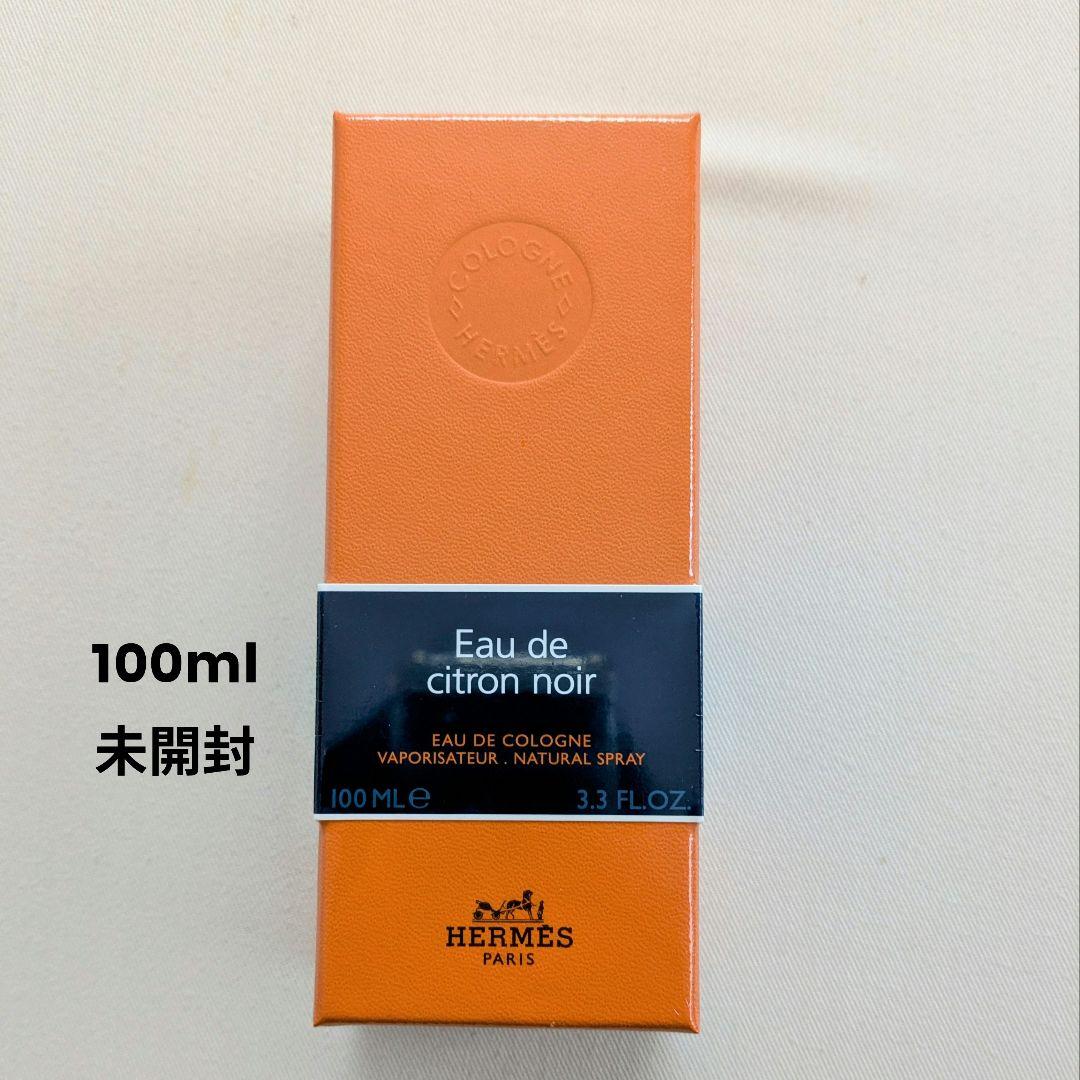 COLOGNE
HERMÈS
Eau de
citron noir
EAU DE COLOGNE
VAPORISATEUR . NATURAL SPRAY
100 ML ℮ 3.3 FL.OZ.
HERMÈS
PARIS
100ml
未開封